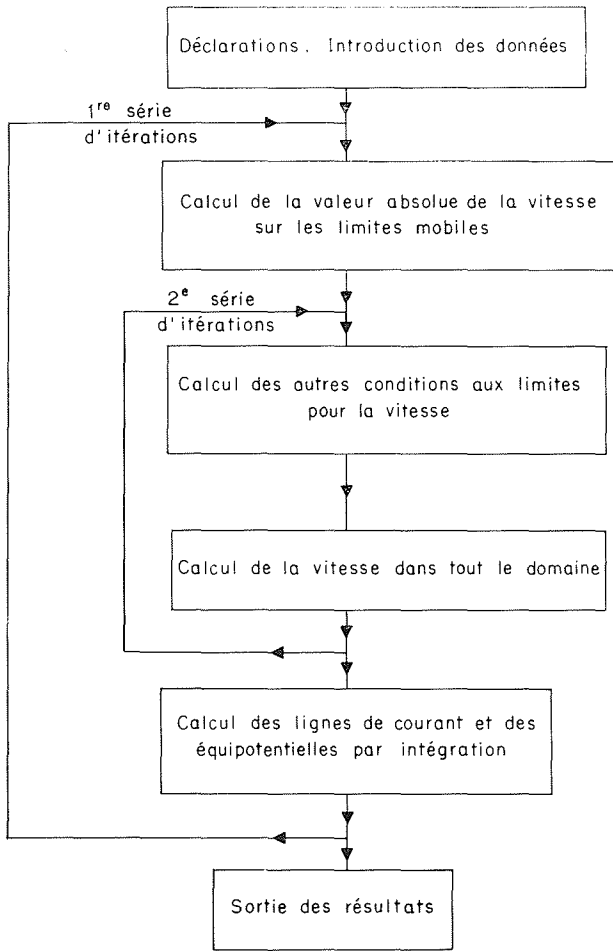 Déclarations. Introduction des données
1re série
d'itérations
Calcul de la valeur absolue de la vitesse
sur les limites mobiles
2e série
d'itérations
Calcul des autres conditions aux limites
pour la vitesse
Calcul de la vitesse dans tout le domaine
Calcul des lignes de courant et des
équipotentielles par intégration
Sortie des résultats